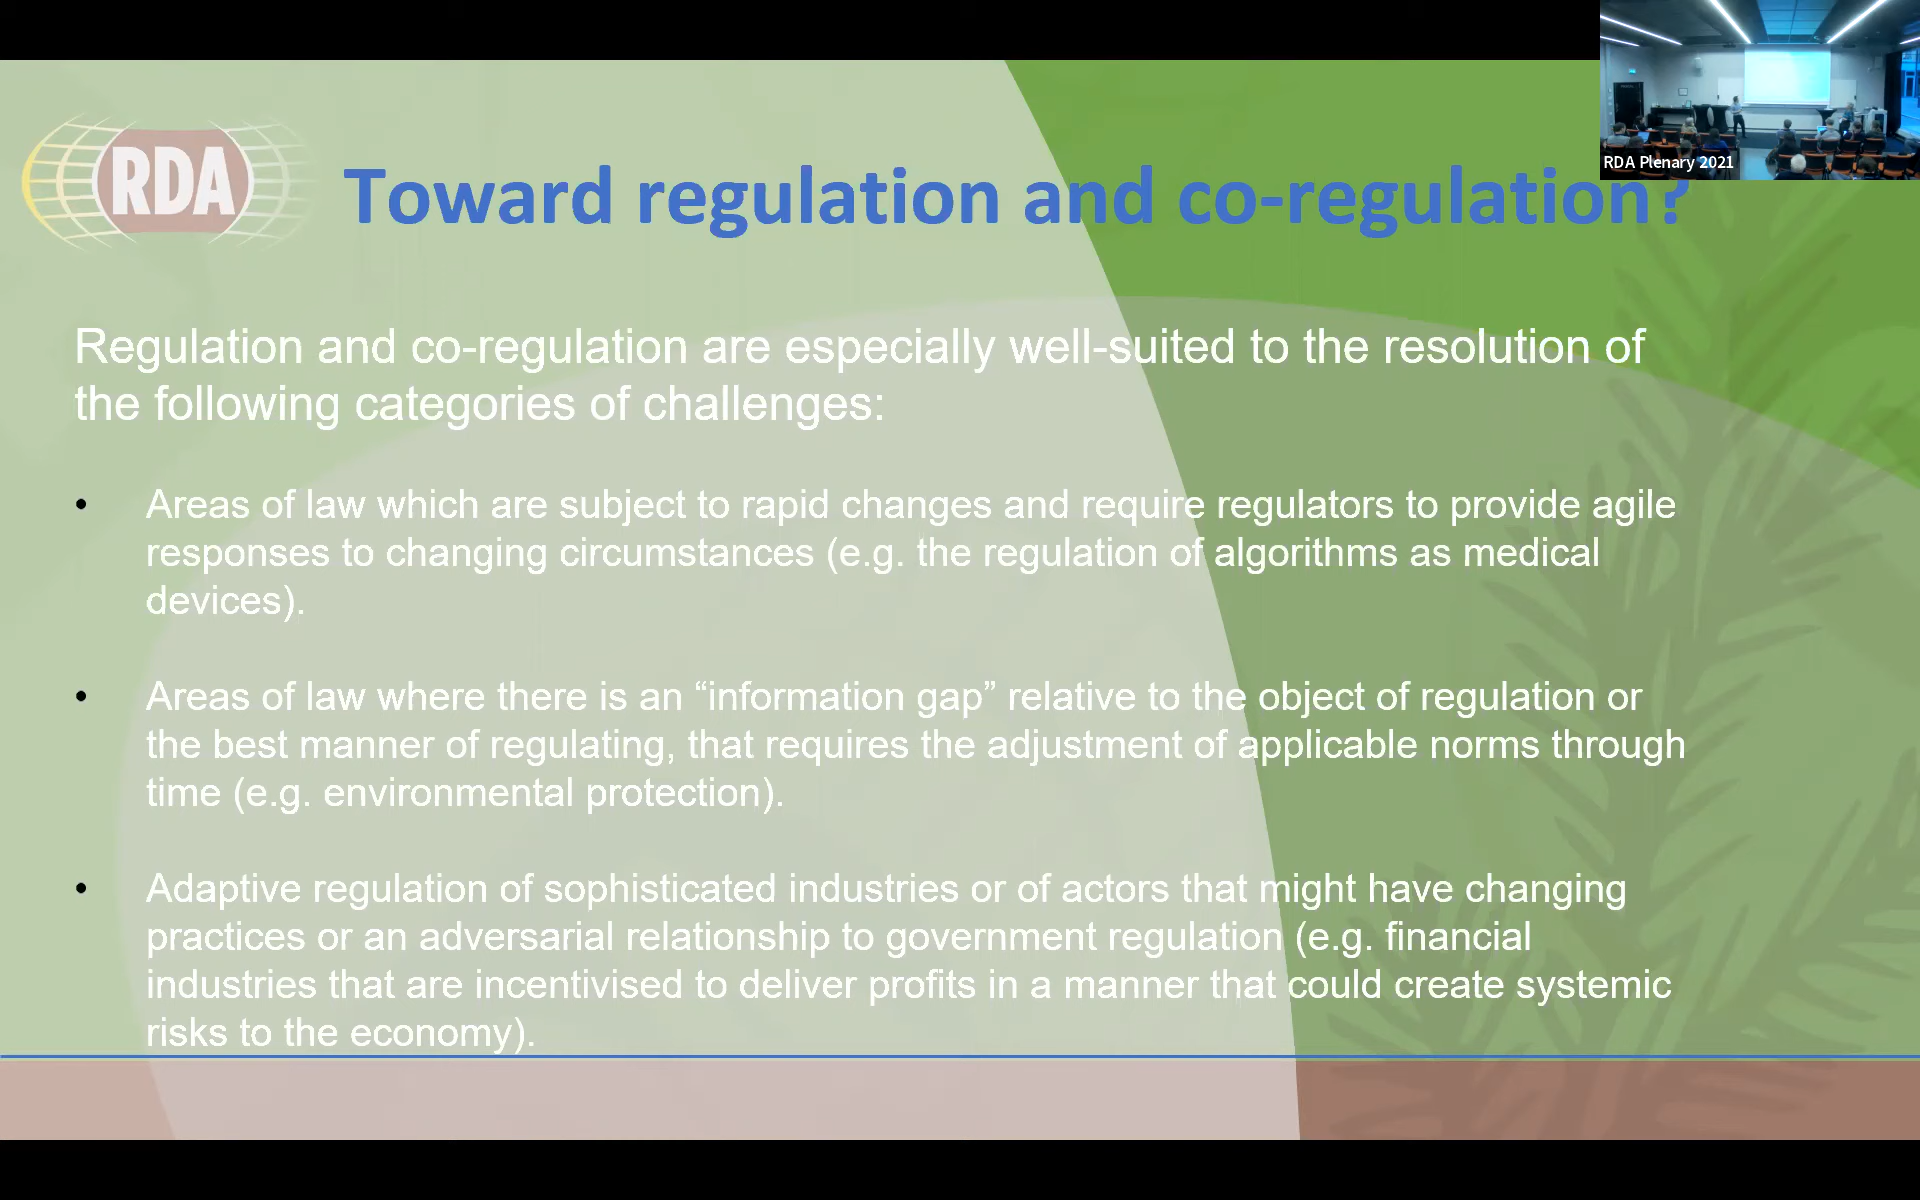 RDA
RDA Plenary 2021
Toward regulation and co-regulation?
Regulation and co-regulation are especially well-suited to the resolution of
the following categories of challenges:
• Areas of law which are subject to rapid changes and require regulators to provide agile
responses to changing circumstances (e.g. the regulation of algorithms as medical
devices).
• Areas of law where there is an “information gap” relative to the object of regulation or
the best manner of regulating, that requires the adjustment of applicable norms through
time (e.g. environmental protection).
• Adaptive regulation of sophisticated industries or of actors that might have changing
practices or an adversarial relationship to government regulation (e.g. financial
industries that are incentivised to deliver profits in a manner that could create systemic
risks to the economy).